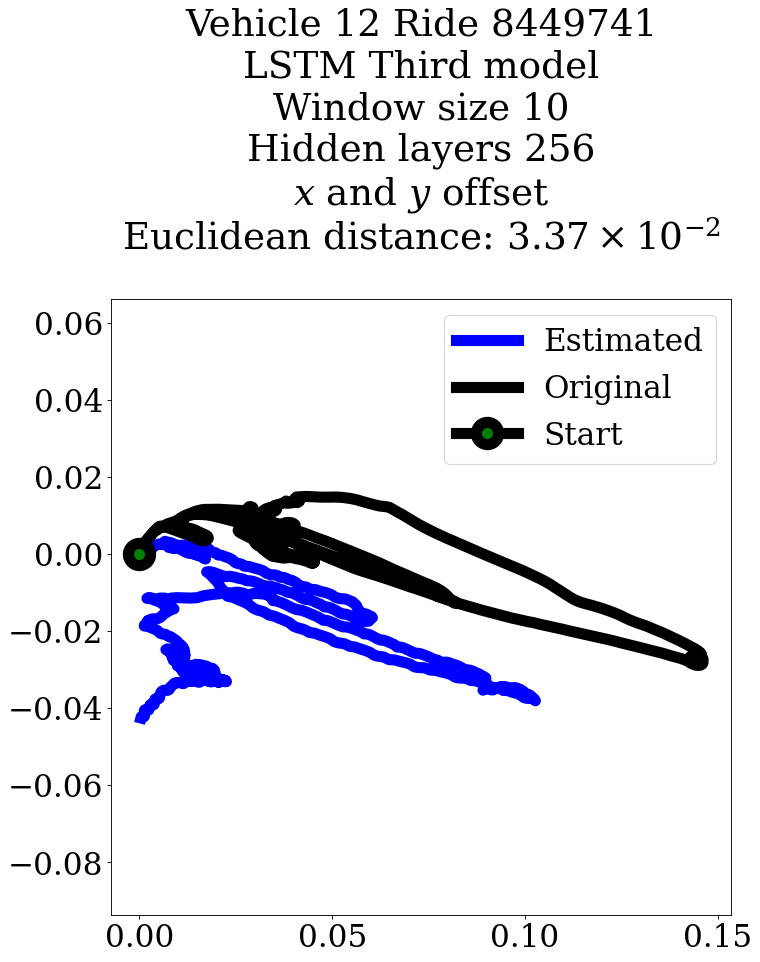 Vehicle 12 Ride 8449741
LSTM Third model
Window size 10
Hidden layers 256
x and y offset
Euclidean distance: 3.37 × 10⁻²
Estimated
Original
Start
0.06
0.04
0.02
0.00
−0.02
−0.04
−0.06
−0.08
0.00 0.05 0.10 0.15